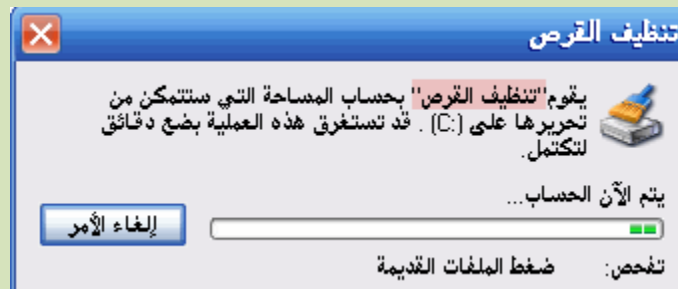 تنظيف القرص
يقوم"تنظيف القرص" بحساب المساحة التي ستتمكن من
تحريرها على (C:) . قد تستغرق هذه العملية بضع دقائق
لتكتمل.
يتم الآن الحساب...
إلغاء الأمر
تفحص: ضغط الملفات القديمة